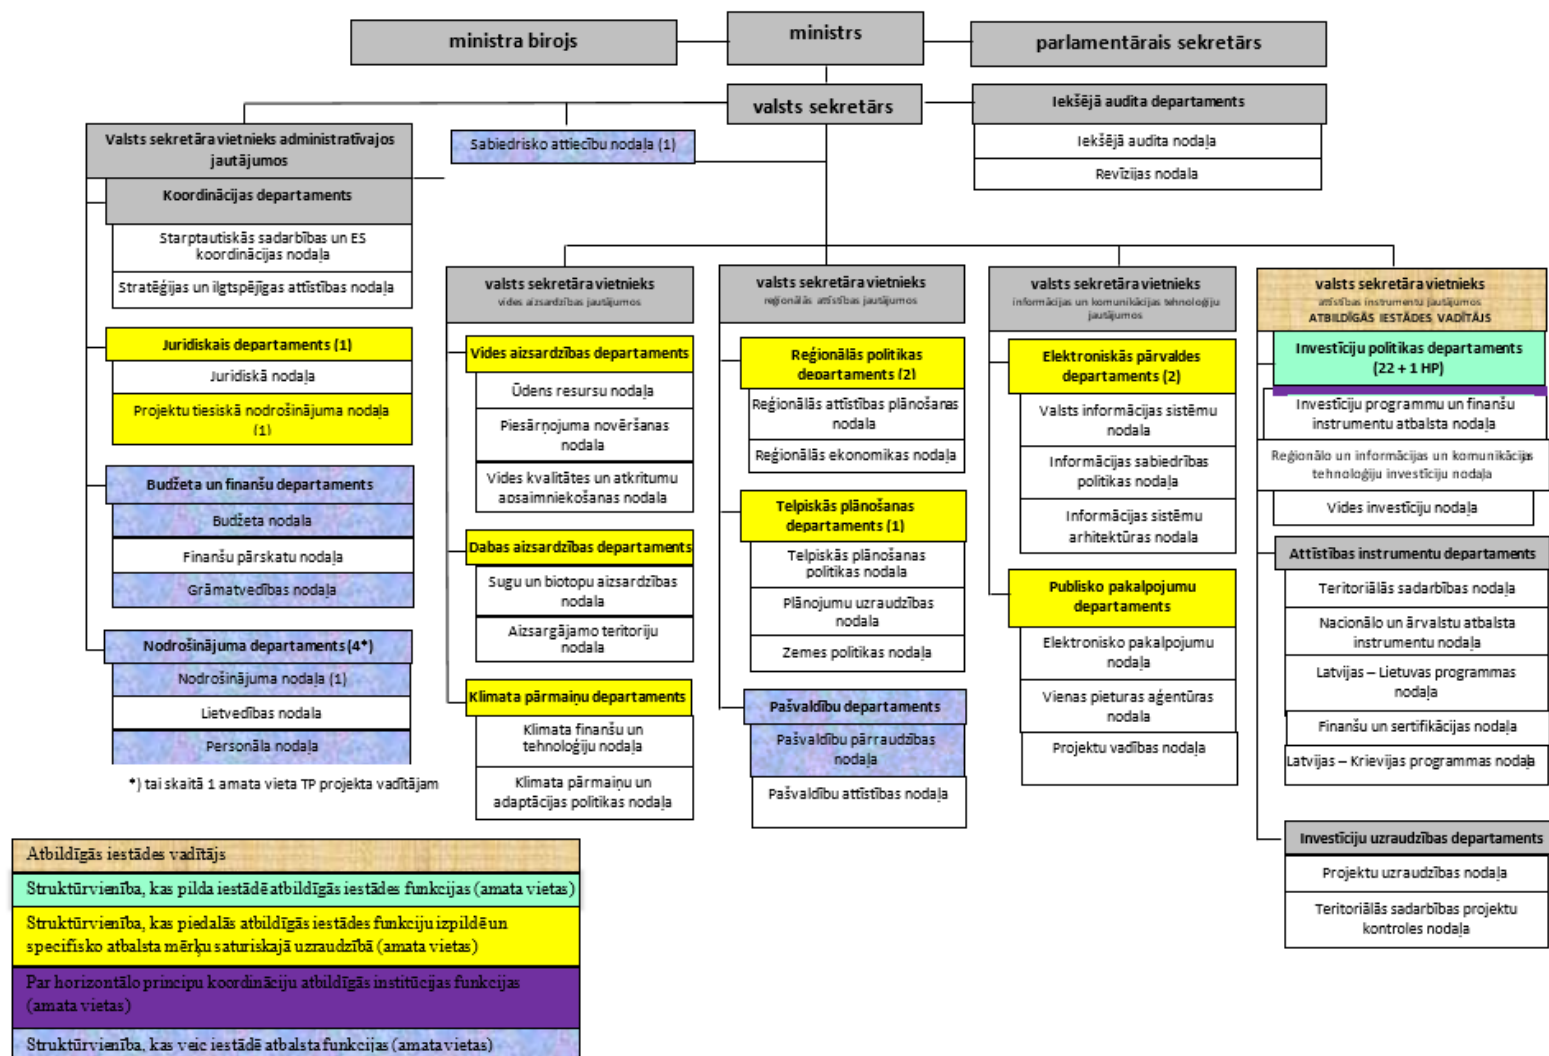 ministra birojs
ministrs
parlamentārais sekretārs
valsts sekretārs
Iekšējā audita departaments
Iekšējā audita nodaļa
Revīzijas nodala
Sabiedrisko attiecību nodaļa (1)
Valsts sekretāra vietnieks administratīvajos
jautājumos
Koordinācijas departaments
Starptautiskās sadarbības un ES
koordinācijas nodaļa
Stratēģijas un ilgtspējīgas attīstības nodaļa
Juridiskais departaments (1)
Juridiskā nodaļa
Projektu tiesiskā nodrošinājuma nodaļa
(1)
Budžeta un finanšu departaments
Budžeta nodala
Finanšu pārskatu nodaļa
Grāmatvedības nodaļa
Nodrošinājuma departaments (4*)
Nodrošinājuma nodaļa (1)
Lietvedības nodala
Personāla nodaļa
*) tai skaitā 1 amata vieta TP projekta vadītājam
valsts sekretāra vietnieks
vides aizsardzības jautājumos
Vides aizsardzības departaments
Ūdens resursu nodaļa
Piesārņojuma novēršanas
nodala
Vides kvalitātes un atkritumu
apsaimniekošanas nodala
Dabas aizsardzības departaments
Sugu un biotopu aizsardzības
nodala
Aizsargājamo teritoriju
nodala
Klimata pārmaiņu departaments
Klimata finanšu un
tehnoloģiju nodaļa
Klimata pārmaiņu un
adaptācijas politikas nodaļa
valsts sekretāra vietnieks
reģionālās attīstības jautājumos
Reģionālās politikas
departaments (2)
Reģionālās attīstības plānošanas
nodala
Reģionālās ekonomikas nodaļa
Telpiskās plānošanas
departaments (1)
Telpiskās plānošanas
politikas nodala
Plānojumu uzraudzības
nodala
Zemes politikas nodaļa
Pašvaldību departaments
Pašvaldību pārraudzības
nodaļa
Pašvaldību attīstības nodaļa
valsts sekretāra vietnieks
informācijas un komunikācijas tehnoloģiju
jautājumos
Elektroniskās pārvaldes
departaments (2)
Valsts informācijas sistēmu
nodala
Informācijas sabiedrības
politikas nodaļa
Informācijas sistēmu
arhitektūras nodala
Publisko pakalpojumu
departaments
Elektronisko pakalpojumu
nodaļa
Vienas pieturas aģentūras
nodala
Projektu vadības nodaļa
valsts sekretāra vietnieks
attīstības instrumentu jautājumos
ATBILDĪGĀS IESTĀDES VADĪTĀJS
Investīciju politikas departaments
(22 + 1 HP)
Investīciju programmu un finanšu
instrumentu atbalsta nodaļa
Reģionālo un informācijas un komunikācijas
tehnoloģiju investīciju nodaļa
Vides investīciju nodaļa
Attīstības instrumentu departaments
Teritoriālās sadarbības nodaļa
Nacionālo un ārvalstu atbalsta
instrumentu nodaļa
Latvijas – Lietuvas programmas
nodaļa
Finanšu un sertifikācijas nodaļa
Latvijas – Krievijas programmas nodaļa
Investīciju uzraudzības departaments
Projektu uzraudzības nodaļa
Teritoriālās sadarbības projektu
kontroles nodaļa
Atbildīgās iestādes vadītājs
Struktūrvienība, kas pilda iestādē atbildīgās iestādes funkcijas (amata vietas)
Struktūrvienība, kas piedalās atbildīgās iestādes funkciju izpildē un
specifisko atbalsta mērķu saturiskajā uzraudzībā (amata vietas)
Par horizontālo principu koordināciju atbildīgās institūcijas funkcijas
(amata vietas)
Struktūrvienība, kas veic iestādē atbalsta funkcijas (amata vietas)